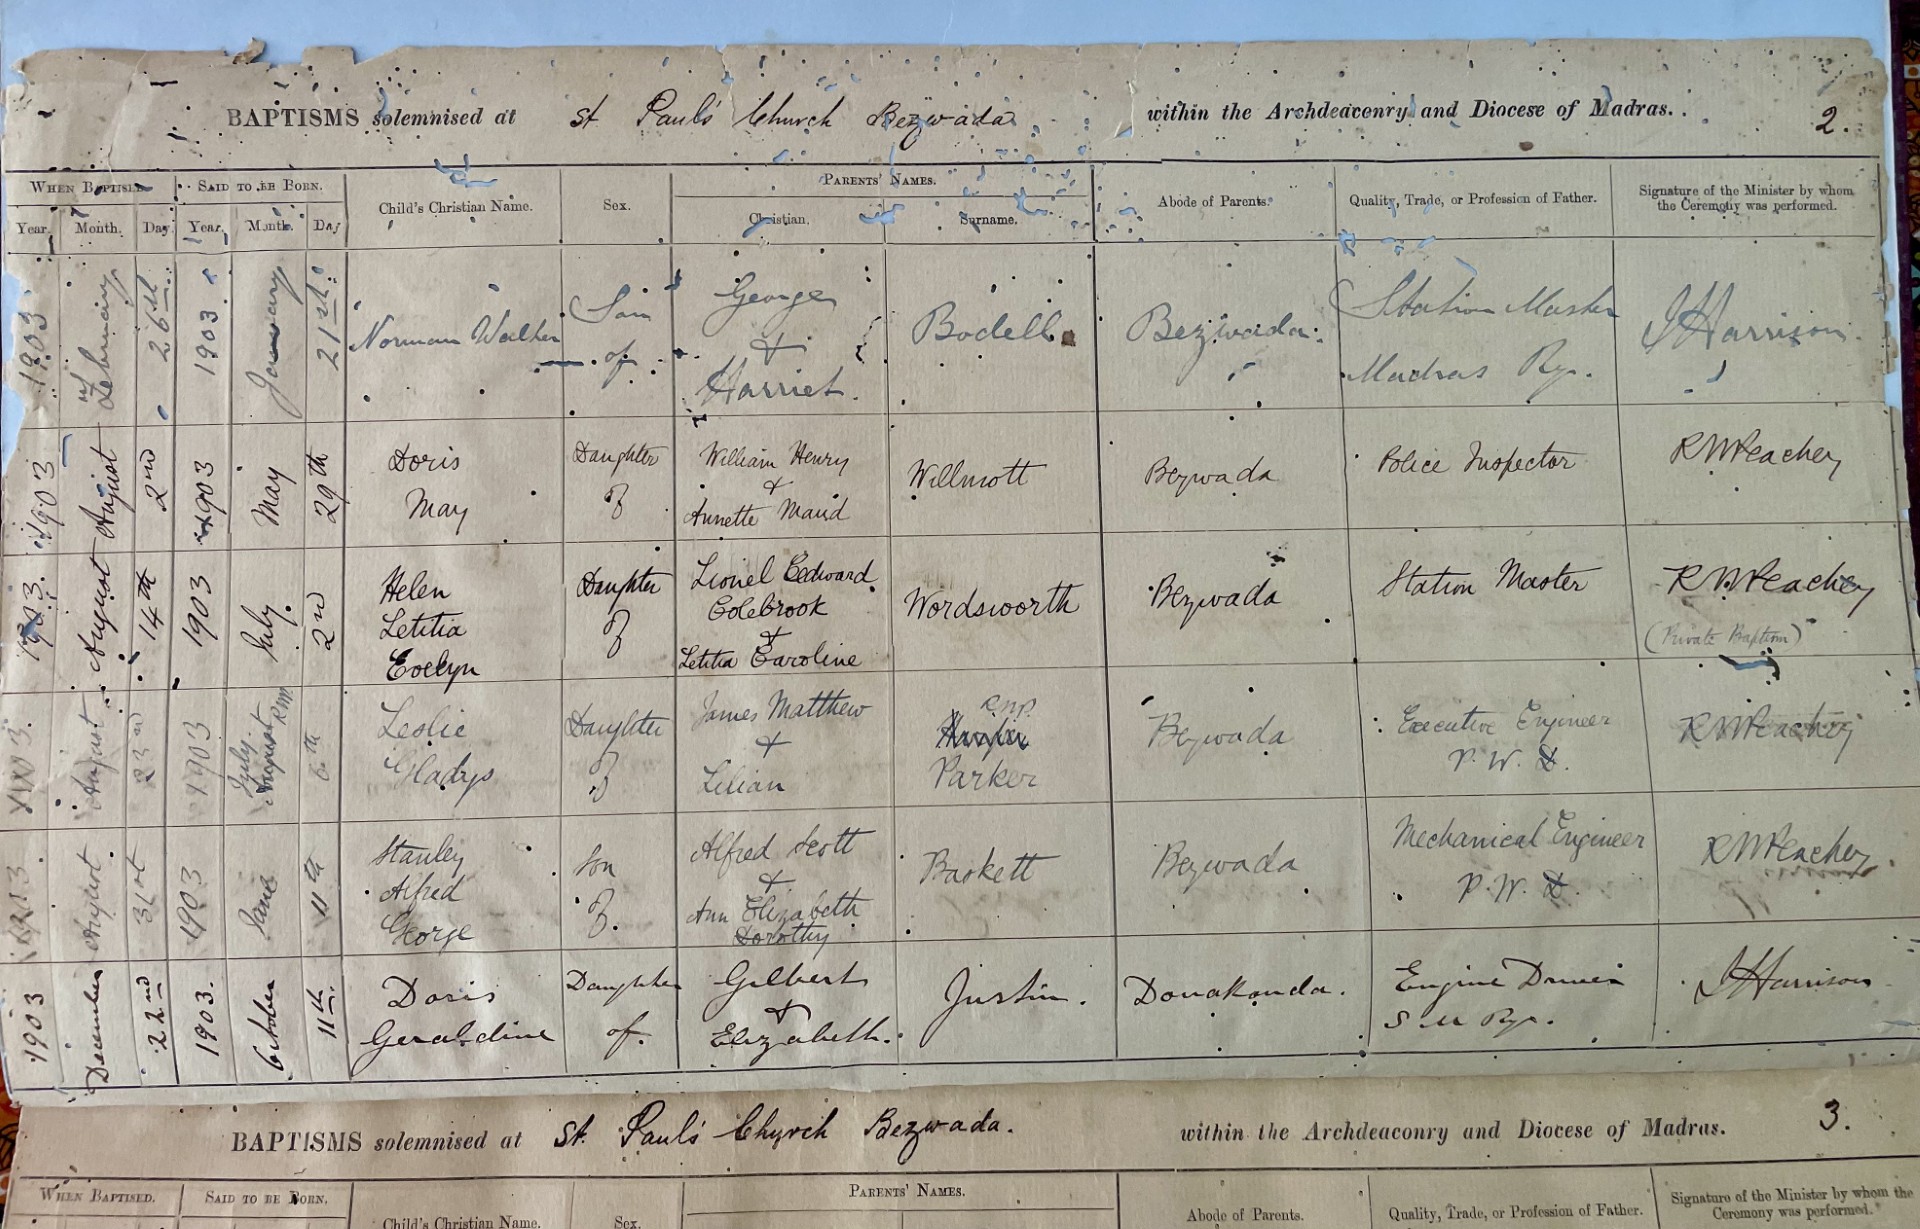 BAPTISMS solemnised at St Paul's Church Bezwada within the Archdeaconry and Diocese of Madras. 2.
WHEN BAPTISED. SAID TO BE BORN. Child's Christian Name. Sex. PARENTS' NAMES. Abode of Parents. Quality, Trade, or Profession of Father. Signature of the Minister by whom the Ceremony was performed.
Year. Month. Day. Year. Month. Day Christian. Surname.
1903 February 26th 1903 January 21st. Norman Walker Son of George & Harriet. Bodell Bezwada. Station Master Madras Ry. J Harrison.
1903 August 2nd 1903 May 29th Doris May Daughter of William Henry & Annette Maud Willmott Bezwada Police Inspector R W Peachey
1903. August 14th 1903 July. 2nd Helen Letitia Evelyn Daughter of Lionel Edward Colebrook & Letitia Caroline Wordsworth Bezwada Station Master R W Peachey (Private Baptism)
1903. August 23rd 1903 July August RWP 6th Leslie Gladys Daughter of James Matthew & Lilian RWP. Parker Bezwada Executive Engineer P. W. D. R W Peachey
1903. August 31st 1903 June 11th Stanley Alfred George Son of. Alfred Scott & Ann Elizabeth Dorothy Baskett Bezwada Mechanical Engineer P. W. D. R W Peachey.
1903 December 22nd 1903. October 11th. Doris Geraldine Daughter of. Gilbert & Elizabeth. Justin. Donakonda. Engine Driver S M Ry. J Harrison
BAPTISMS solemnised at St. Paul's Church Bezwada. within the Archdeaconry and Diocese of Madras. 3.
WHEN BAPTISED. SAID TO BE BORN. Child's Christian Name. Sex. PARENTS' NAMES. Abode of Parents. Quality, Trade, or Profession of Father. Signature of the Minister by whom the Ceremony was performed.